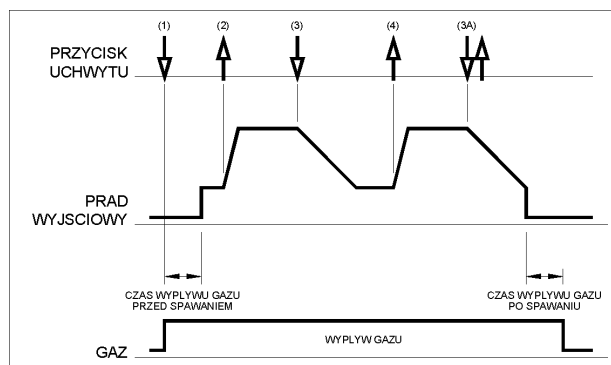 (1) (2) (3) (4) (3A)
PRZYCISK
UCHWYTU
PRAD
WYJSCIOWY
CZAS WYPLYWU GAZU
PRZED SPAWANIEM
CZAS WYPLYWU GAZU
PO SPAWANIU
WYPLYW GAZU
GAZ